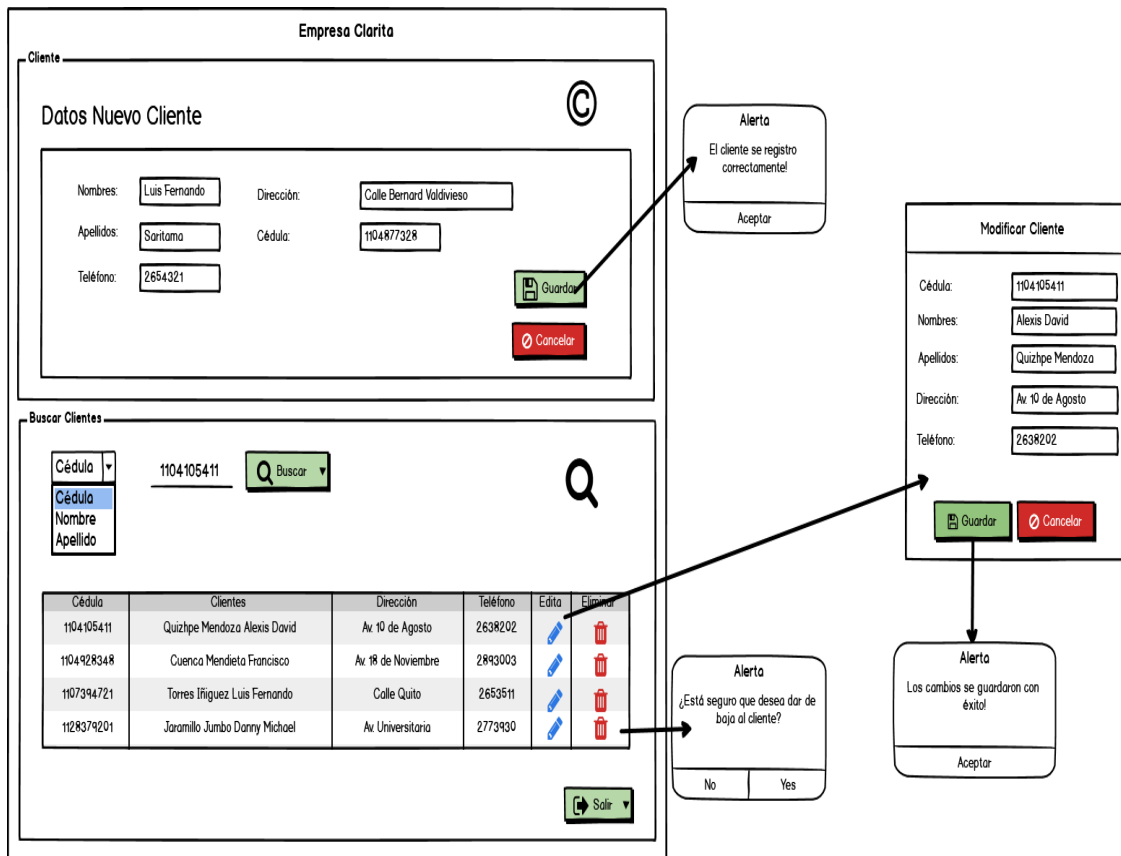 Empresa Clarita
Cliente
Datos Nuevo Cliente
©
Nombres: Luis Fernando Dirección: Calle Bernard Valdivieso
Apellidos: Saritama Cédula: 1104877328
Teléfono: 2654321
Guardar
Cancelar
Alerta
El cliente se registro
correctamente!
Aceptar
Buscar Clientes
Cédula 1104105411 Buscar
Cédula
Nombre
Apellido
Cédula Clientes Dirección Teléfono Edita Eliminar
1104105411 Quizhpe Mendoza Alexis David Av. 10 de Agosto 2638202
1104928348 Cuenca Mendieta Francisco Av. 18 de Noviembre 2893003
1107394721 Torres Iñiguez Luis Fernando Calle Quito 2653511
1128379201 Jaramillo Jumbo Danny Michael Av. Universitaria 2773930
Salir
Alerta
¿Está seguro que desea dar de
baja al cliente?
No Yes
Modificar Cliente
Cédula: 1104105411
Nombres: Alexis David
Apellidos: Quizhpe Mendoza
Dirección: Av. 10 de Agosto
Teléfono: 2638202
Guardar Cancelar
Alerta
Los cambios se guardaron con
éxito!
Aceptar